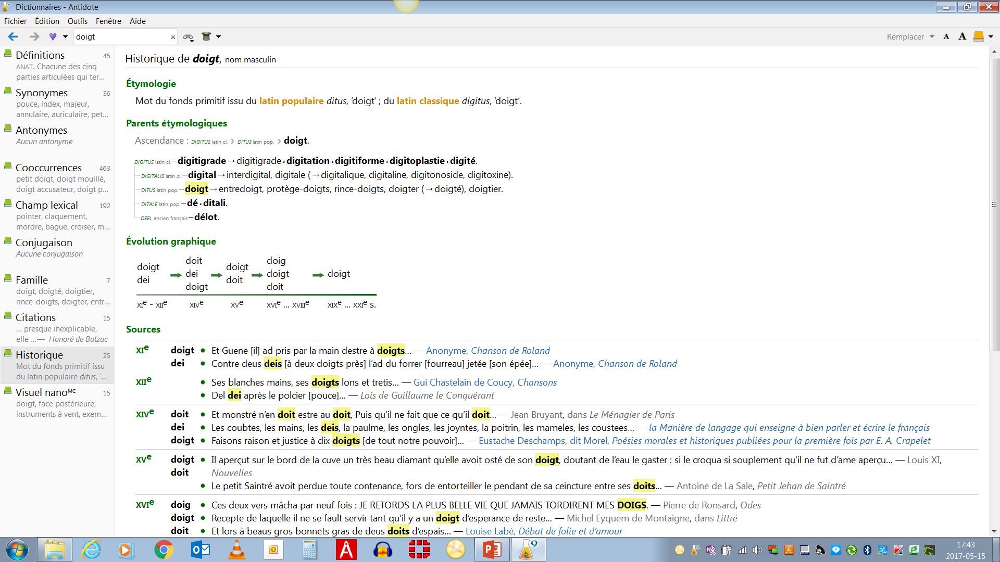 Dictionnaires - Antidote
Fichier Édition Outils Fenêtre Aide
doigt × Remplacer A A
Définitions 45
ANAT. Chacune des cinq
parties articulées qui ter...
Synonymes 36
pouce, index, majeur,
annulaire, auriculaire, pet...
Antonymes
Aucun antonyme
Cooccurrences 463
petit doigt, doigt mouillé,
doigt accusateur, doigt p...
Champ lexical 192
pointer, claquement,
mordre, bague, croiser, m...
Conjugaison
Aucune conjugaison
Famille 7
doigt, doigté, doigtier,
rince-doigts, doigter, entr...
Citations 15
... presque inexplicable,
elle ...— Honoré de Balzac
Historique 25
Mot du fonds primitif issu
du latin populaire ditus, ‘...
Visuel nanoMC 15
doigt, face postérieure,
instruments à vent, exem...
Historique de doigt, nom masculin
Étymologie
Mot du fonds primitif issu du latin populaire ditus, ‘doigt’ ; du latin classique digitus, ‘doigt’.
Parents étymologiques
Ascendance : DIGITUS latin cl. › DITUS latin pop. › doigt.
DIGITUS latin cl. – digitigrade → digitigrade · digitation · digitiforme · digitoplastie · digité.
DIGITALIS latin cl. – digital → interdigital, digitale (→ digitalique, digitaline, digitonoside, digitoxine).
DITUS latin pop. – doigt → entredoigt, protège-doigts, rince-doigts, doigter (→ doigté), doigtier.
DITALE latin pop. – dé · ditali.
DEEL ancien français – délot.
Évolution graphique
doigt dei → doit dei doigt → doigt doit → doig doigt doit → doigt
XIe - XIIe XIVe XVe XVIe ... XVIIIe XIXe ... XXIe s.
Sources
XIe doigt • Et Guene [il] ad pris par la main destre à doigts... — Anonyme, Chanson de Roland
dei • Contre deus deis [à deux doigts près] l’ad du forrer [fourreau] jetée [son épée]... — Anonyme, Chanson de Roland
XIIe • Ses blanches mains, ses doigts lons et tretis... — Gui Chastelain de Coucy, Chansons
• Del dei après le polcier [pouce]... — Lois de Guillaume le Conquérant
XIVe doit • Et monstré n’en doit estre au doit, Puis qu’il ne fait que ce qu’il doit... — Jean Bruyant, dans Le Ménagier de Paris
dei • Les coubtes, les mains, les deis, la paulme, les ongles, les joyntes, la poitrin, les mameles, les coustees... — la Manière de langage qui enseigne à bien parler et écrire le français
doigt • Faisons raison et justice à dix doigts [de tout notre pouvoir]... — Eustache Deschamps, dit Morel, Poésies morales et historiques publiées pour la première fois par E. A. Crapelet
XVe doigt • Il aperçut sur le bord de la cuve un très beau diamant qu’elle avoit osté de son doigt, doutant de l’eau le gaster : si le croqua si souplement qu’il ne fut d’ame aperçu... — Louis XI,
doit Nouvelles
• Le petit Saintré avoit perdue toute contenance, fors de entorteiller le pendant de sa ceincture entre ses doits... — Antoine de La Sale, Petit Jehan de Saintré
XVIe doig • Ces deux vers mâcha par neuf fois : JE RETORDS LA PLUS BELLE VIE QUE JAMAIS TORDIRENT MES DOIGS. — Pierre de Ronsard, Odes
doigt • Recepte de laquelle il ne se fault servir tant qu’il y a un doigt d’esperance de reste... — Michel Eyquem de Montaigne, dans Littré
doit • Et lors à beaus gros bonnets gras de deus doits d’espais... — Louise Labé, Débat de folie et d’amour
17:43
2017-05-15